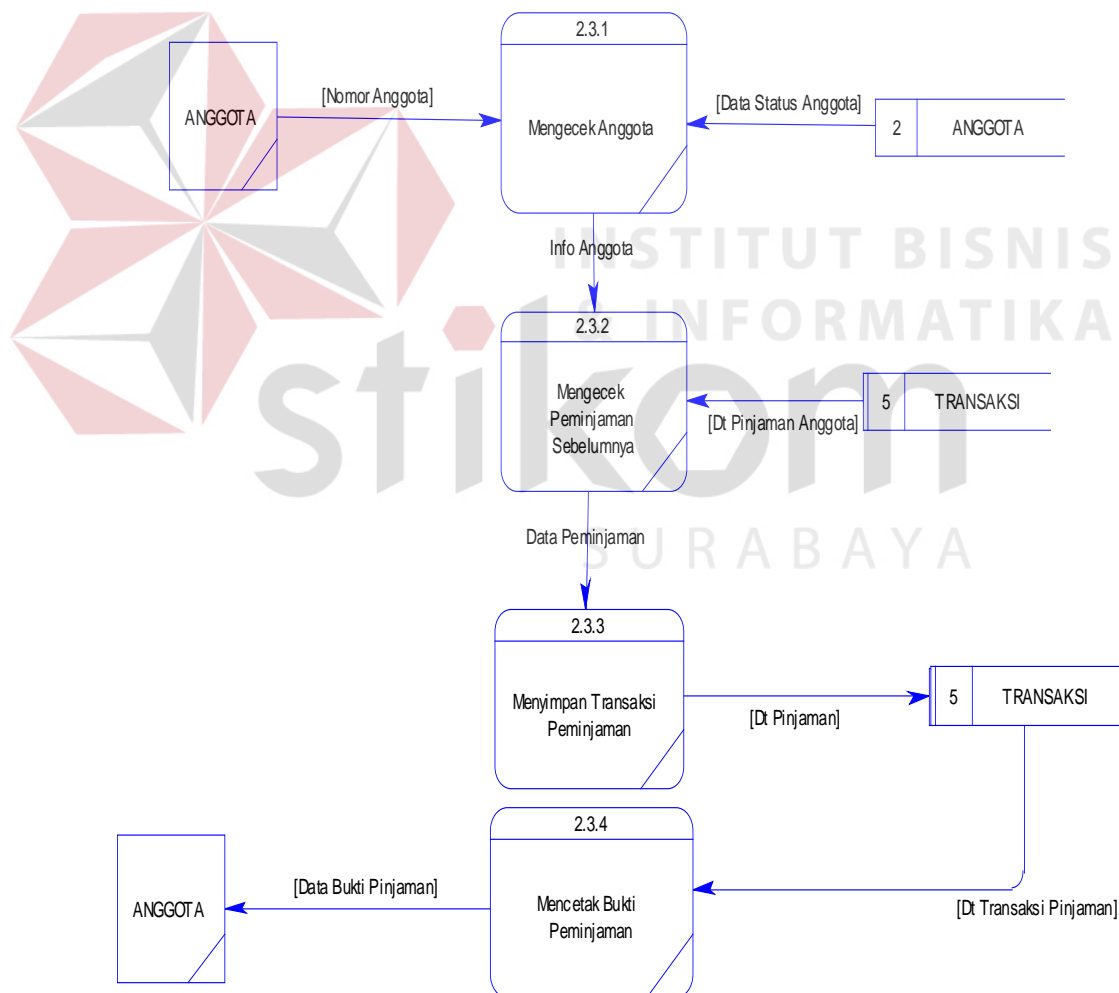 2.3.1
ANGGOTA
[Nomor Anggota]
Mengecek Anggota
[Data Status Anggota]
2 ANGGOTA
Info Anggota
INSTITUT BISNIS
& INFORMATIKA
stikom
SURABAYA
2.3.2
Mengecek
Peminjaman
Sebelumnya
[Dt Pinjaman Anggota]
5 TRANSAKSI
Data Peminjaman
2.3.3
Menyimpan Transaksi
Peminjaman
[Dt Pinjaman]
5 TRANSAKSI
2.3.4
Mencetak Bukti
Peminjaman
[Dt Transaksi Pinjaman]
[Data Bukti Pinjaman]
ANGGOTA